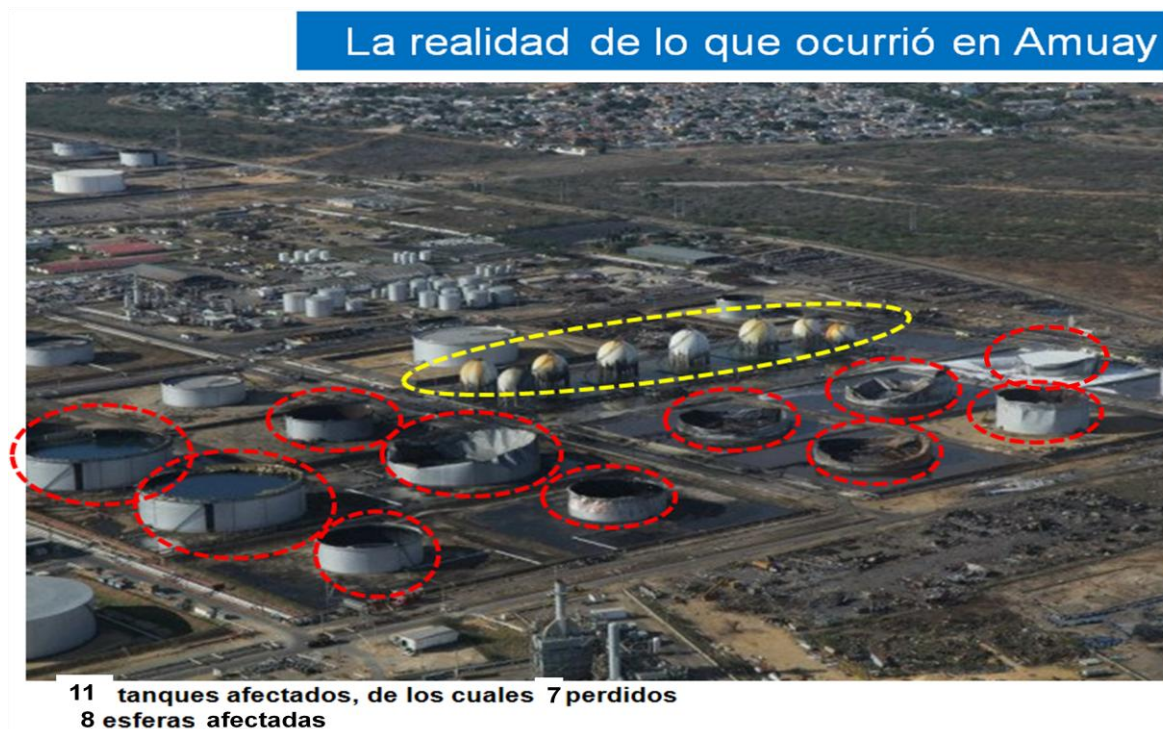 La realidad de lo que ocurrió en Amuay
11 tanques afectados, de los cuales 7 perdidos
8 esferas afectadas